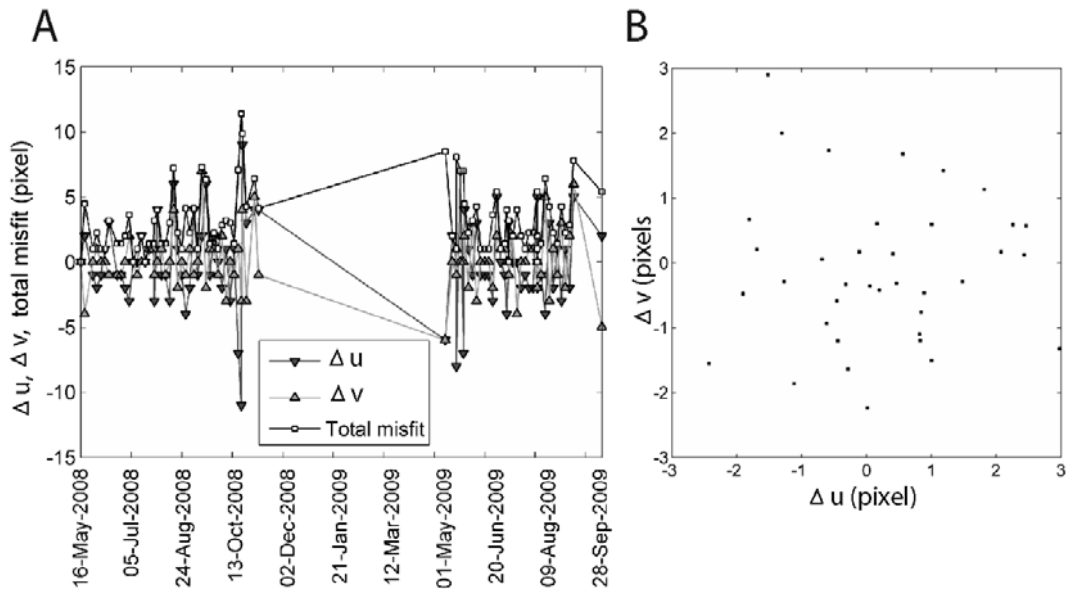 A
15
10
5
0
-5
-10
-15
Δ u, Δ v, total misfit (pixel)
Δ u
Δ v
Total misfit
16-May-2008
05-Jul-2008
24-Aug-2008
13-Oct-2008
02-Dec-2008
21-Jan-2009
12-Mar-2009
01-May-2009
20-Jun-2009
09-Aug-2009
28-Sep-2009
B
3
2
1
0
-1
-2
-3
Δ v (pixels)
-3 -2 -1 0 1 2 3
Δ u (pixel)